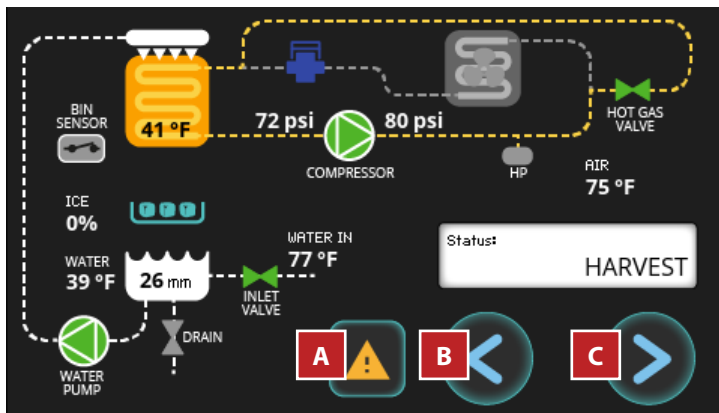 BIN
SENSOR
41 °F
72 psi
80 psi
COMPRESSOR
HP
HOT GAS
VALVE
AIR
75 °F
ICE
0%
WATER
39 °F
26 mm
WATER IN
77 °F
INLET
VALVE
DRAIN
WATER
PUMP
Status:
HARVEST
A
B
C